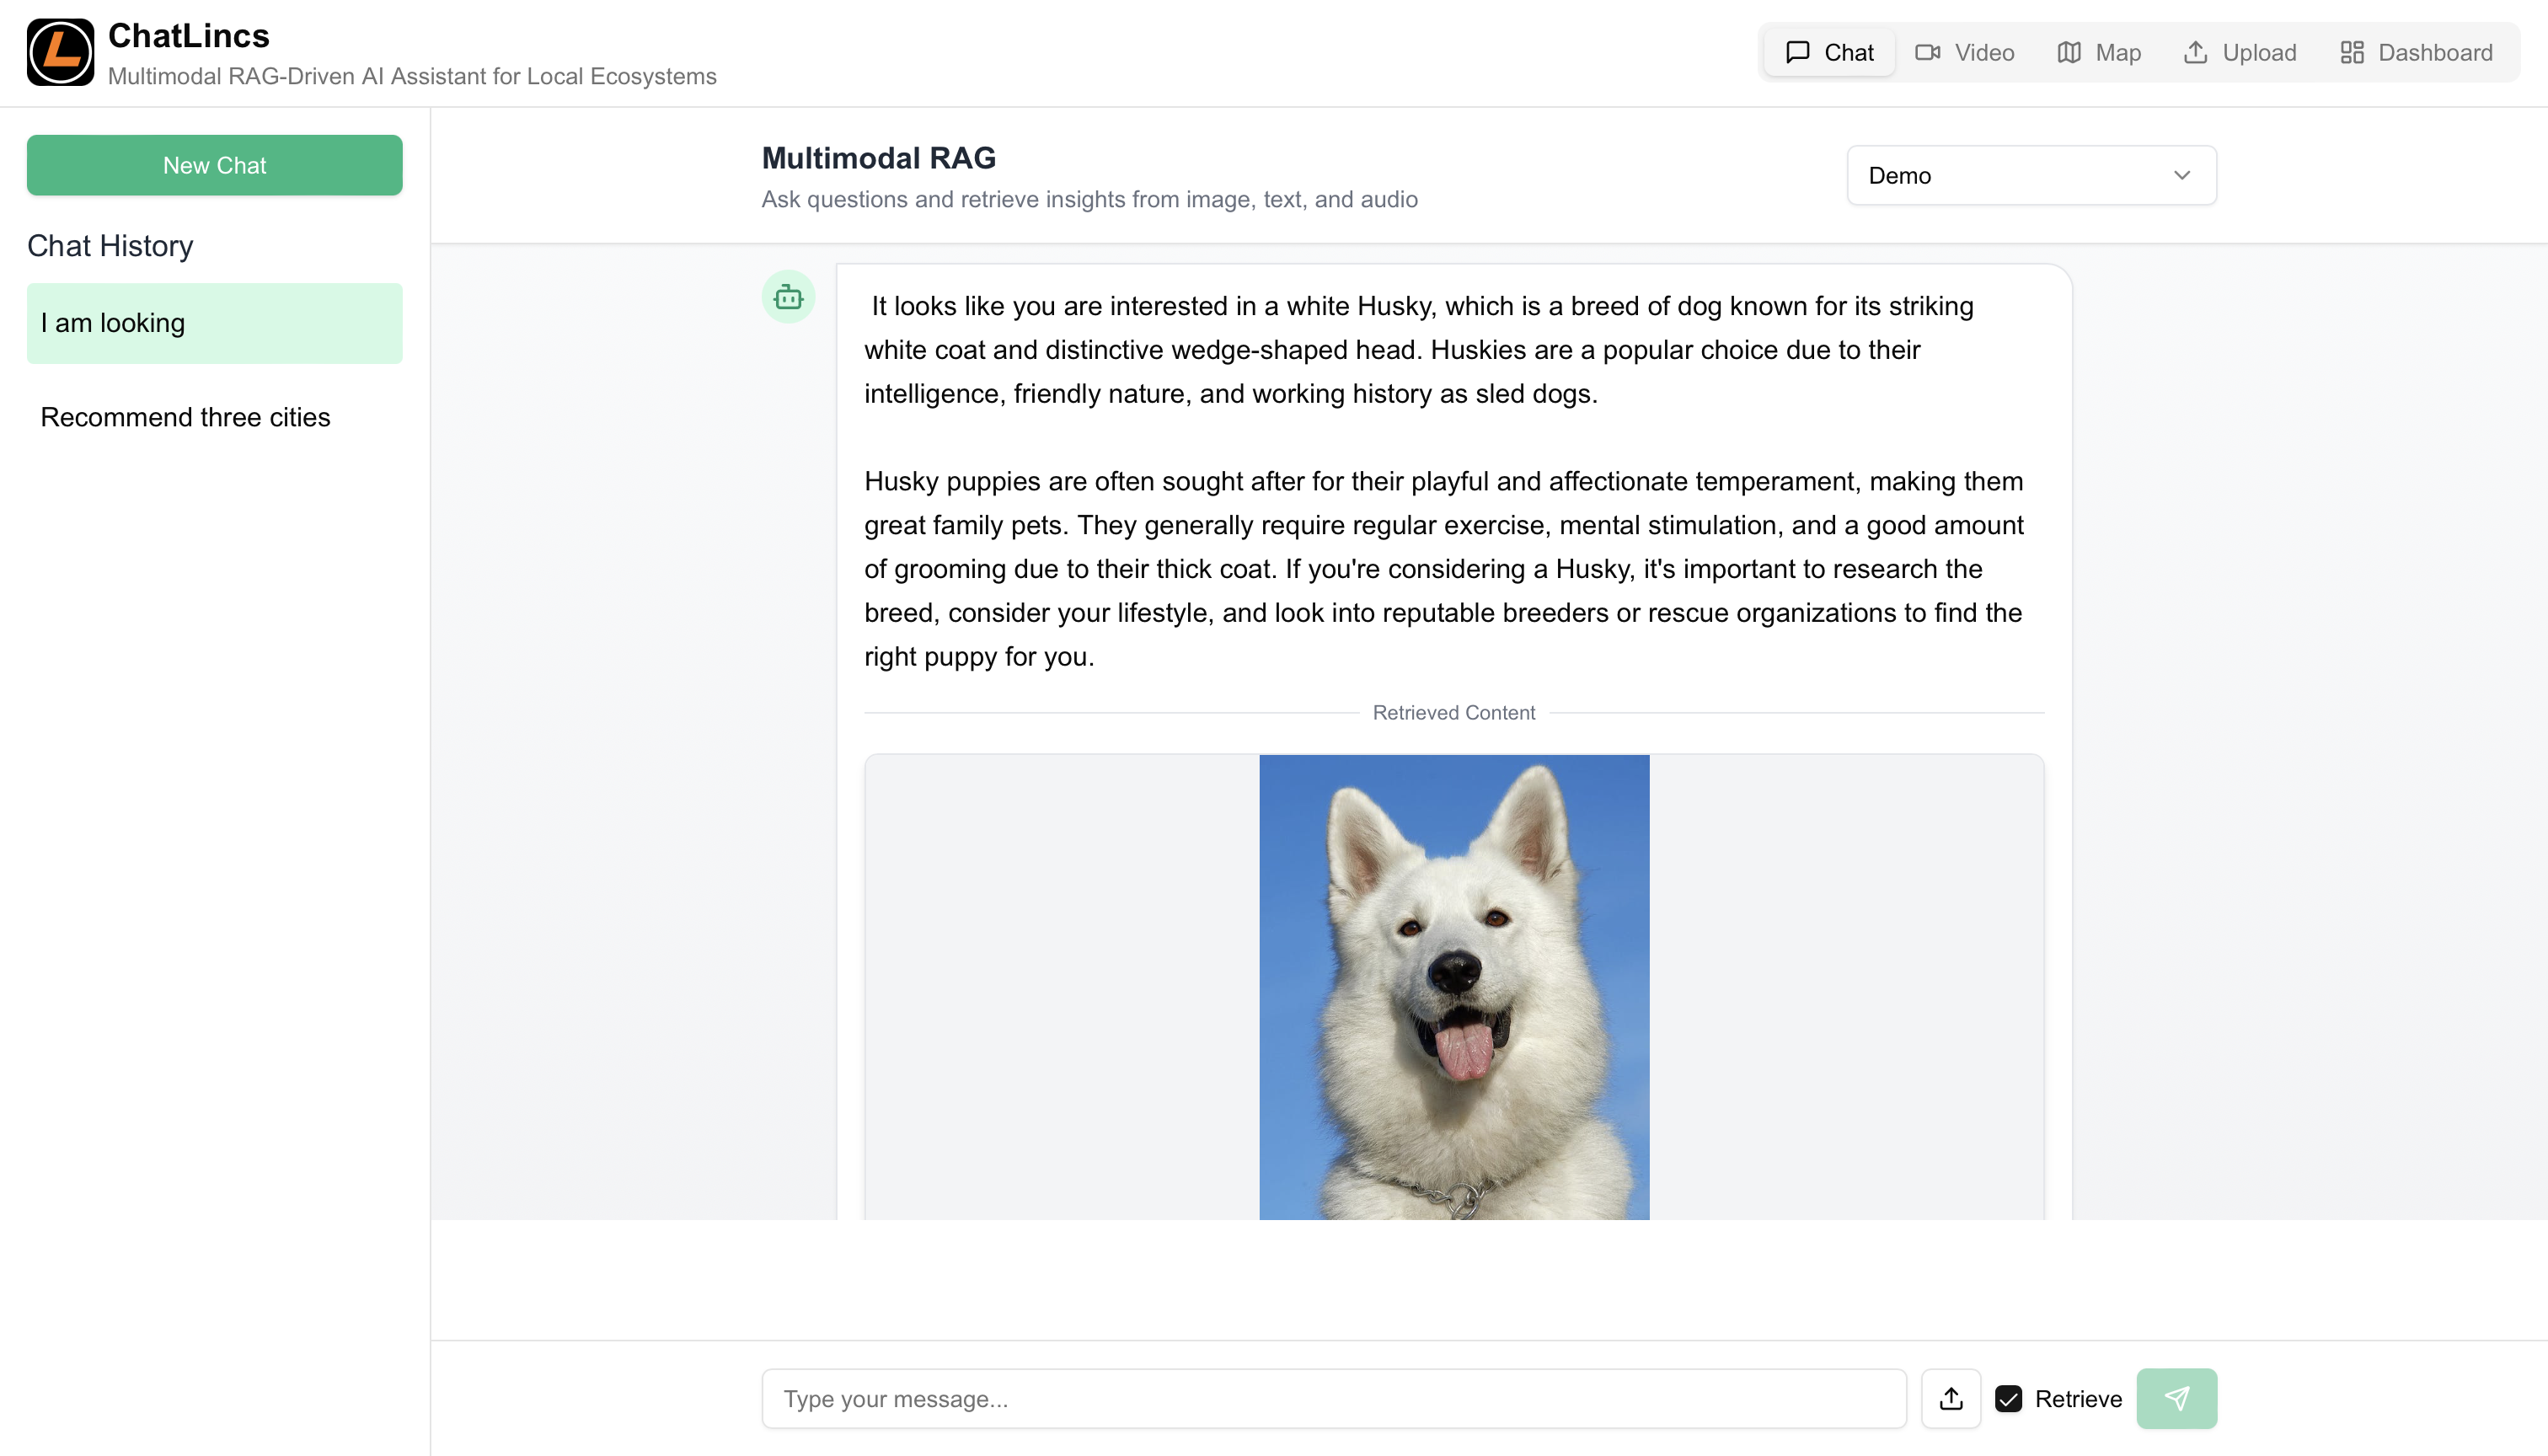 ChatLincs
Multimodal RAG-Driven AI Assistant for Local Ecosystems
Chat
Video
Map
Upload
Dashboard
New Chat
Chat History
I am looking
Recommend three cities
Multimodal RAG
Ask questions and retrieve insights from image, text, and audio
Demo
It looks like you are interested in a white Husky, which is a breed of dog known for its striking
white coat and distinctive wedge-shaped head. Huskies are a popular choice due to their
intelligence, friendly nature, and working history as sled dogs.
Husky puppies are often sought after for their playful and affectionate temperament, making them
great family pets. They generally require regular exercise, mental stimulation, and a good amount
of grooming due to their thick coat. If you're considering a Husky, it's important to research the
breed, consider your lifestyle, and look into reputable breeders or rescue organizations to find the
right puppy for you.
Retrieved Content
Type your message...
Retrieve